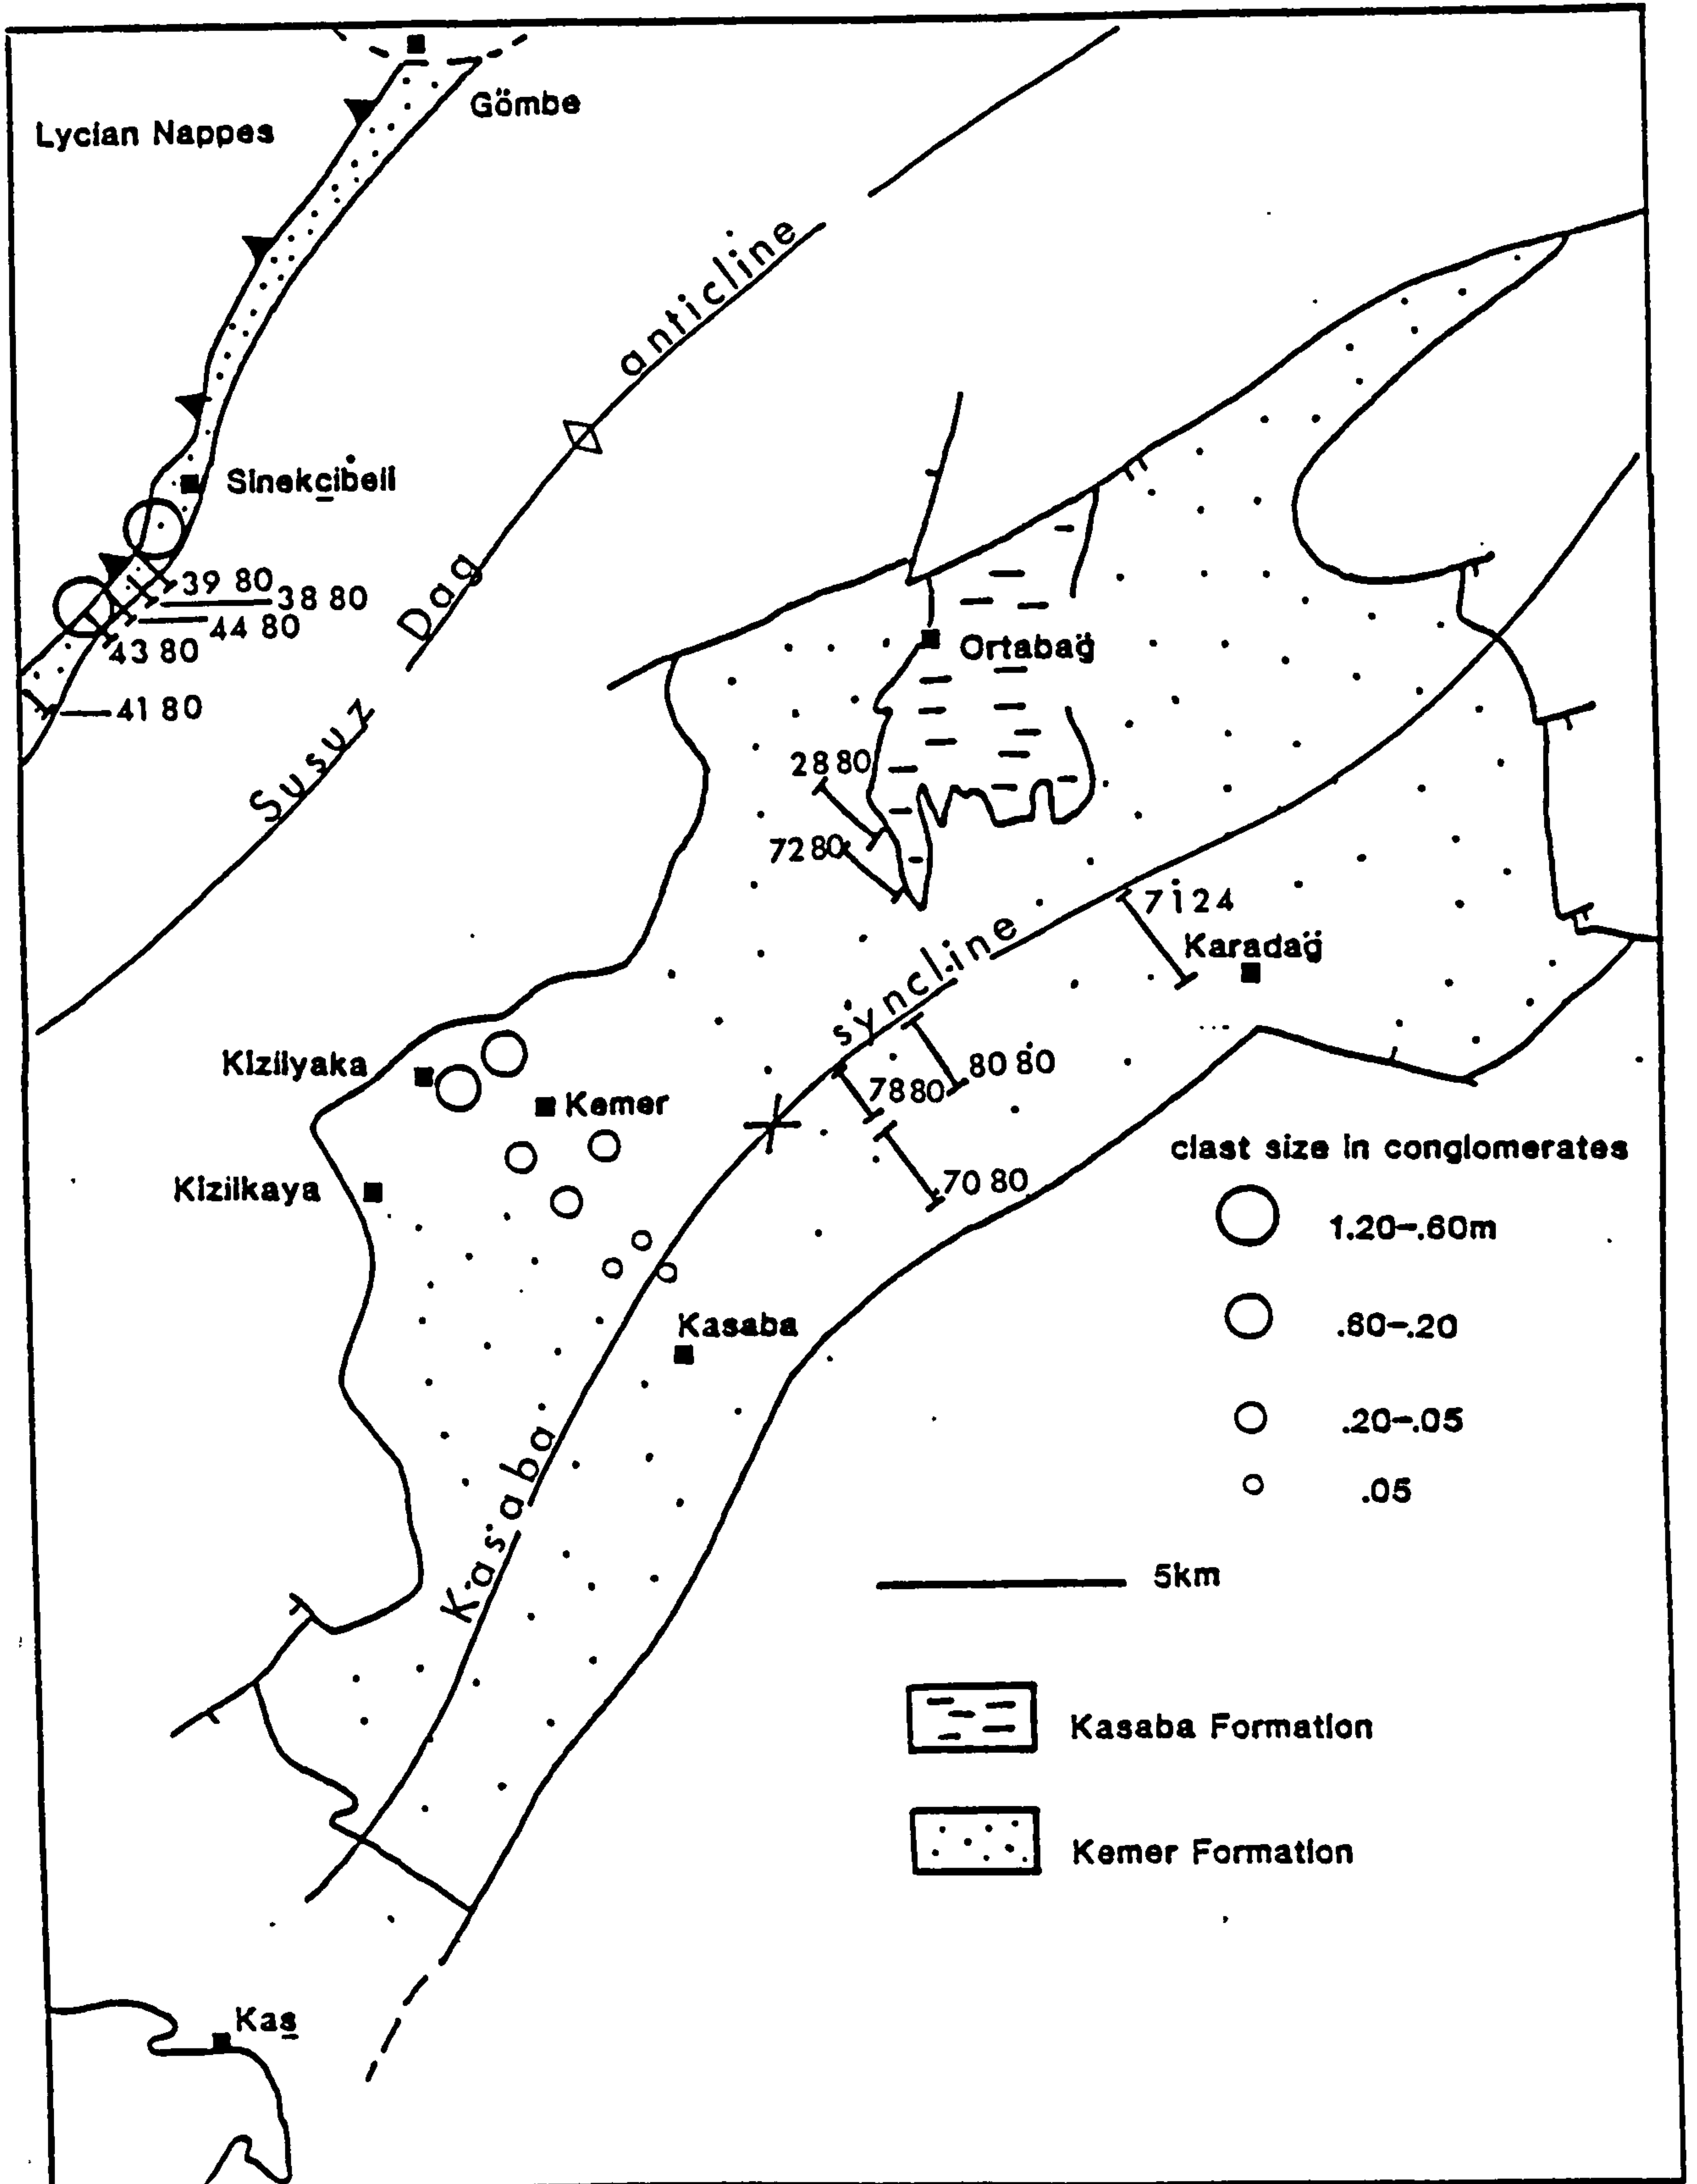 Gömbe
Lycian Nappes
anticline
Sinekçibeli
39 80
38 80
44 80
43 80
41 80
Dag
Susuz
Ortabağ
28 80
72 80
7124
Karadağ
syncline
80 80
78 80
70 80
Kizilyaka
Kemer
Kizilkaya
Kasaba
Kasaba
clast size in conglomerates
1.20-.60m
.60-.20
.20-.05
.05
5km
Kasaba Formation
Kemer Formation
Kaş